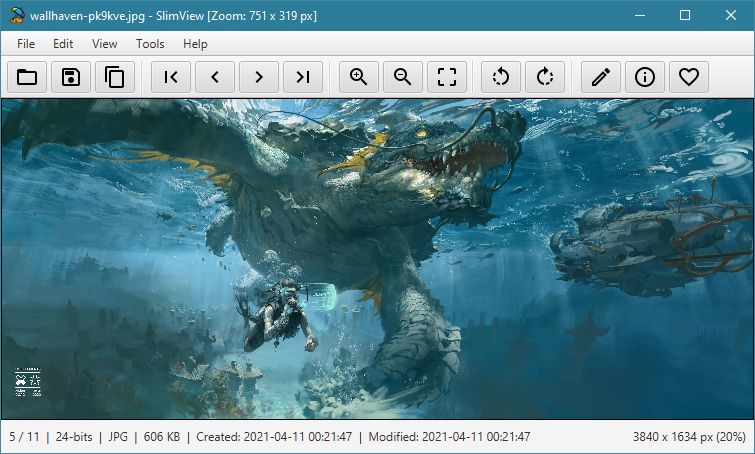 wallhaven-pk9kve.jpg - SlimView [Zoom: 751 x 319 px]
File Edit View Tools Help
5 / 11 | 24-bits | JPG | 606 KB | Created: 2021-04-11 00:21:47 | Modified: 2021-04-11 00:21:47 3840 x 1634 px (20%)